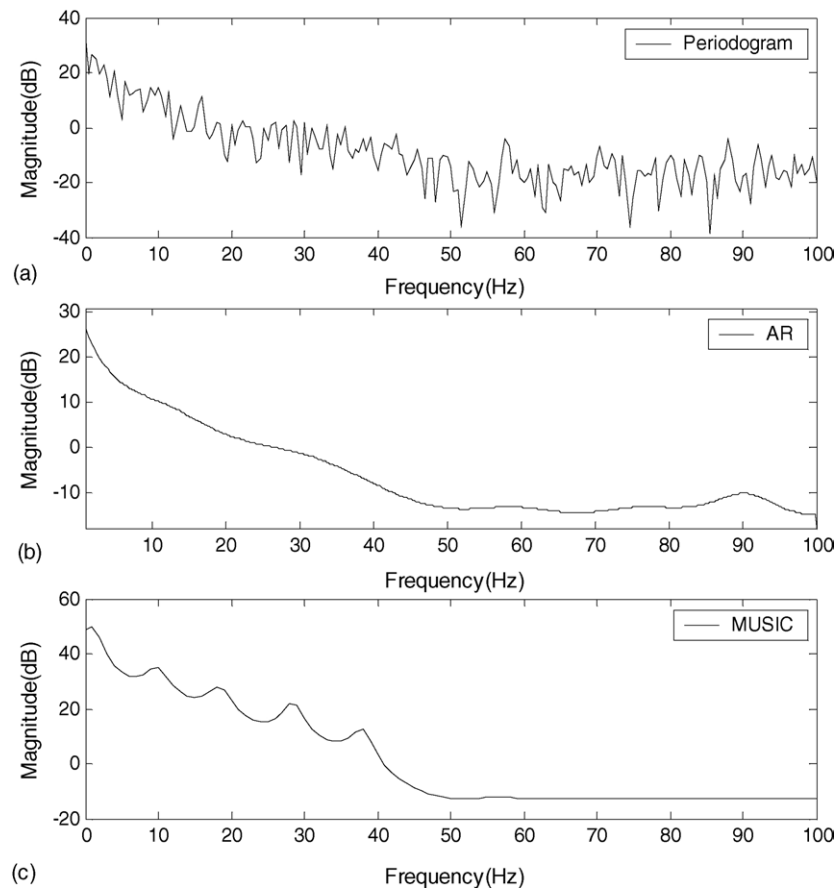 40
20
0
-20
-40
Magnitude(dB)
Periodogram
0 10 20 30 40 50 60 70 80 90 100
Frequency(Hz)
(a)
30
20
10
0
-10
Magnitude(dB)
AR
10 20 30 40 50 60 70 80 90 100
Frequency(Hz)
(b)
60
40
20
0
-20
Magnitude(dB)
MUSIC
0 10 20 30 40 50 60 70 80 90 100
Frequency(Hz)
(c)